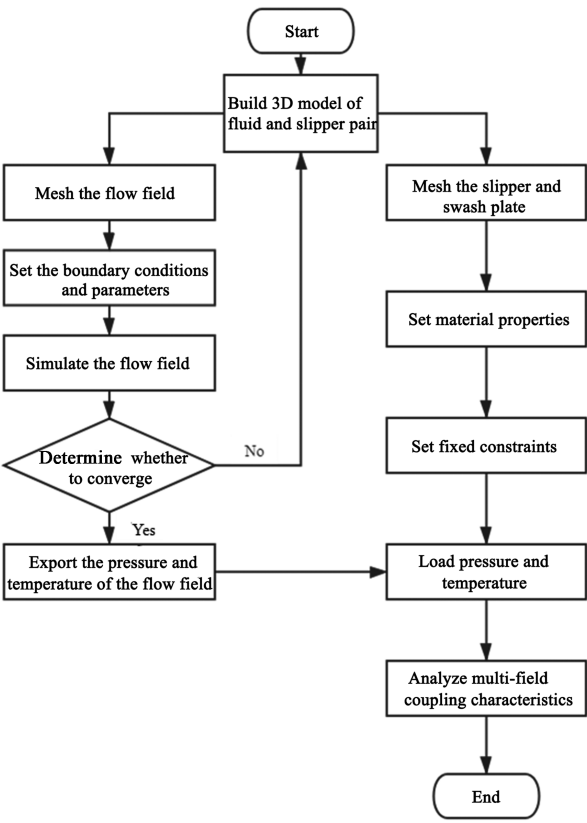 Start
Build 3D model of
fluid and slipper pair
Mesh the flow field
Set the boundary conditions
and parameters
Simulate the flow field
Determine whether
to converge
No
Yes
Export the pressure and
temperature of the flow field
Mesh the slipper and
swash plate
Set material properties
Set fixed constraints
Load pressure and
temperature
Analyze multi-field
coupling characteristics
End